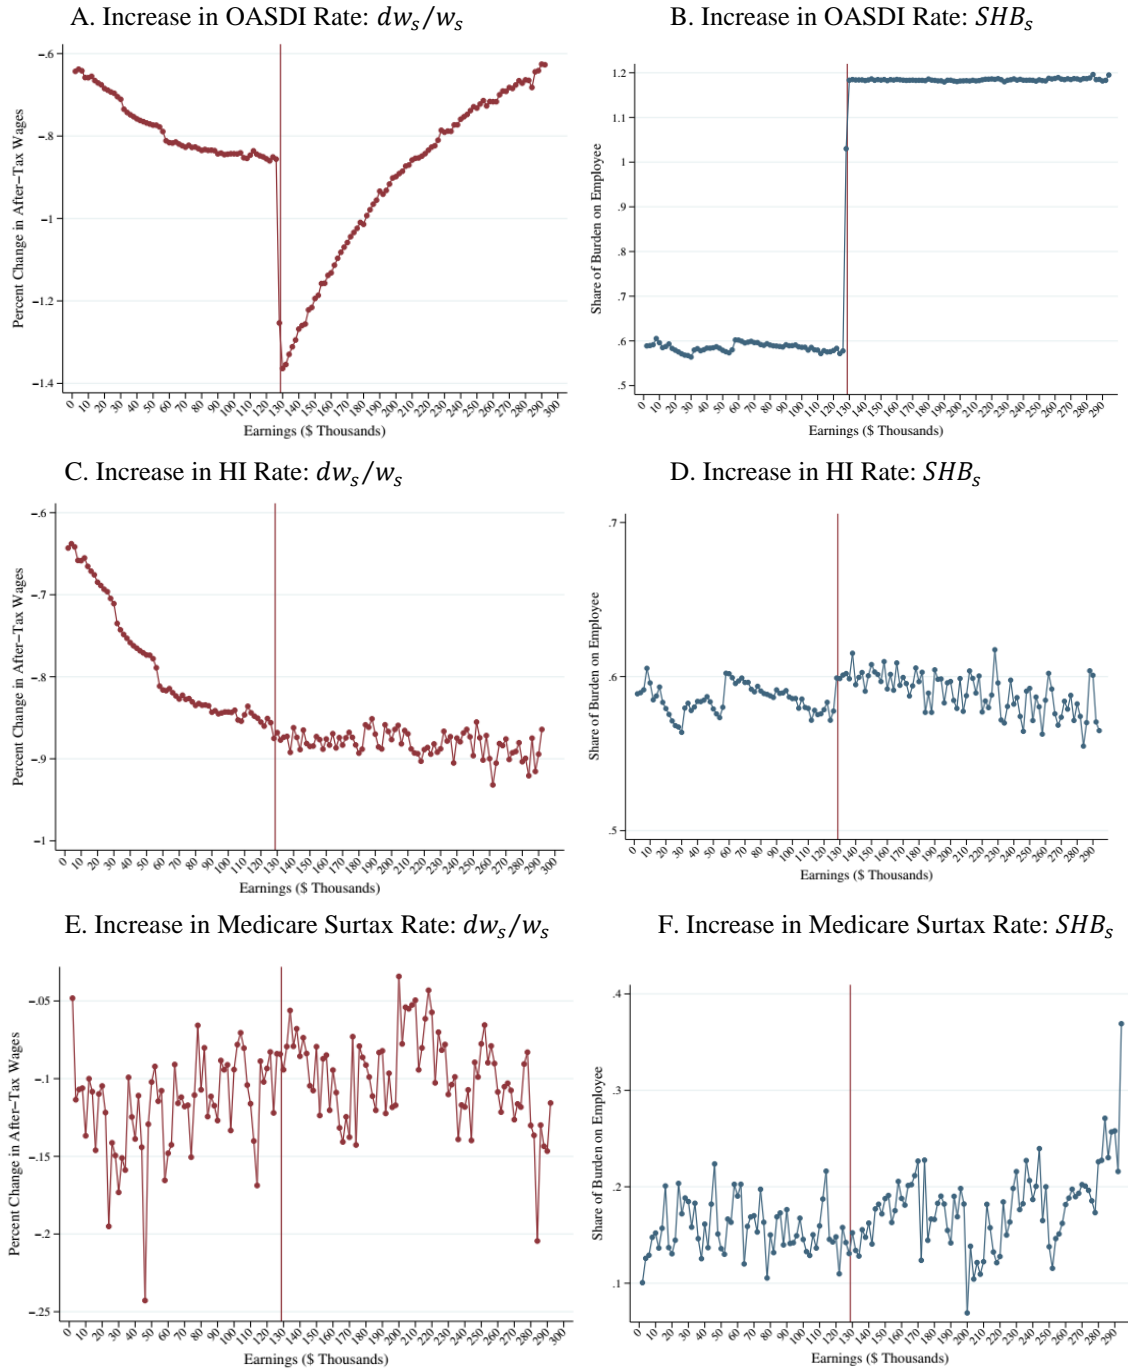 A. Increase in OASDI Rate: dw_s/w_s
B. Increase in OASDI Rate: SHB_s
Percent Change in After−Tax Wages
−.6
−.8
−1
−1.2
−1.4
0 10 20 30 40 50 60 70 80 90 100 110 120 130 140 150 160 170 180 190 200 210 220 230 240 250 260 270 280 290 300
Earnings ($ Thousands)
Share of Burden on Employee
1.2
1.1
1
.9
.8
.7
.6
.5
0 10 20 30 40 50 60 70 80 90 100 110 120 130 140 150 160 170 180 190 200 210 220 230 240 250 260 270 280 290
Earnings ($ Thousands)
C. Increase in HI Rate: dw_s/w_s
D. Increase in HI Rate: SHB_s
Percent Change in After−Tax Wages
−.6
−.7
−.8
−.9
−1
0 10 20 30 40 50 60 70 80 90 100 110 120 130 140 150 160 170 180 190 200 210 220 230 240 250 260 270 280 290 300
Earnings ($ Thousands)
Share of Burden on Employee
.7
.6
.5
0 10 20 30 40 50 60 70 80 90 100 110 120 130 140 150 160 170 180 190 200 210 220 230 240 250 260 270 280 290
Earnings ($ Thousands)
E. Increase in Medicare Surtax Rate: dw_s/w_s
F. Increase in Medicare Surtax Rate: SHB_s
Percent Change in After−Tax Wages
−.05
−.1
−.15
−.2
−.25
0 10 20 30 40 50 60 70 80 90 100 110 120 130 140 150 160 170 180 190 200 210 220 230 240 250 260 270 280 290 300
Earnings ($ Thousands)
Share of Burden on Employee
.4
.3
.2
.1
0 10 20 30 40 50 60 70 80 90 100 110 120 130 140 150 160 170 180 190 200 210 220 230 240 250 260 270 280 290
Earnings ($ Thousands)